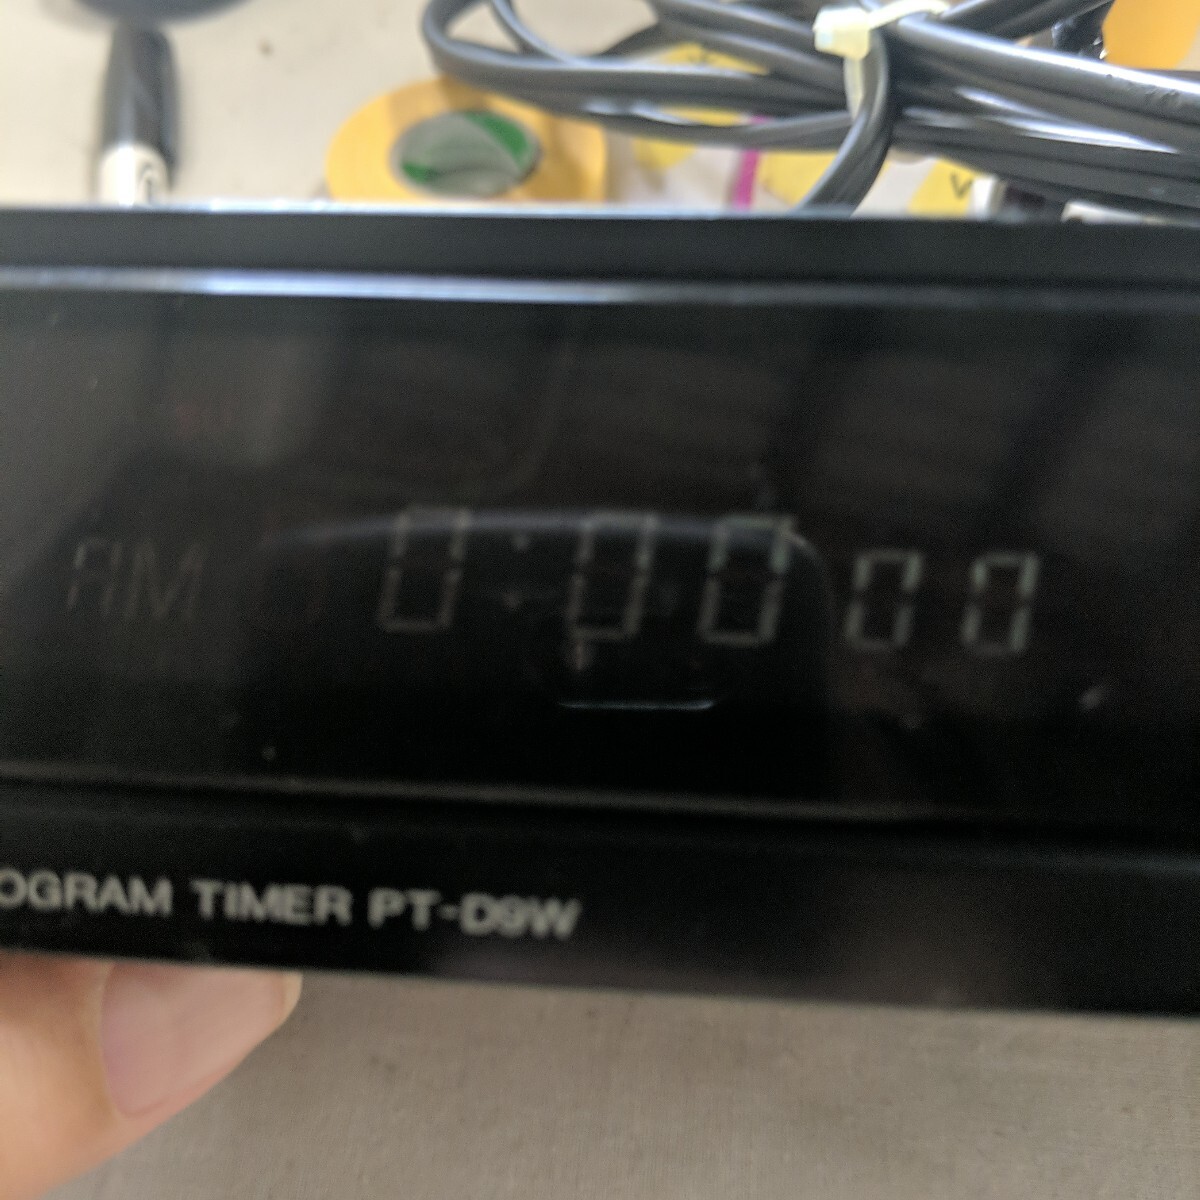 AM 0:00 00
OGRAM TIMER PT-D9W